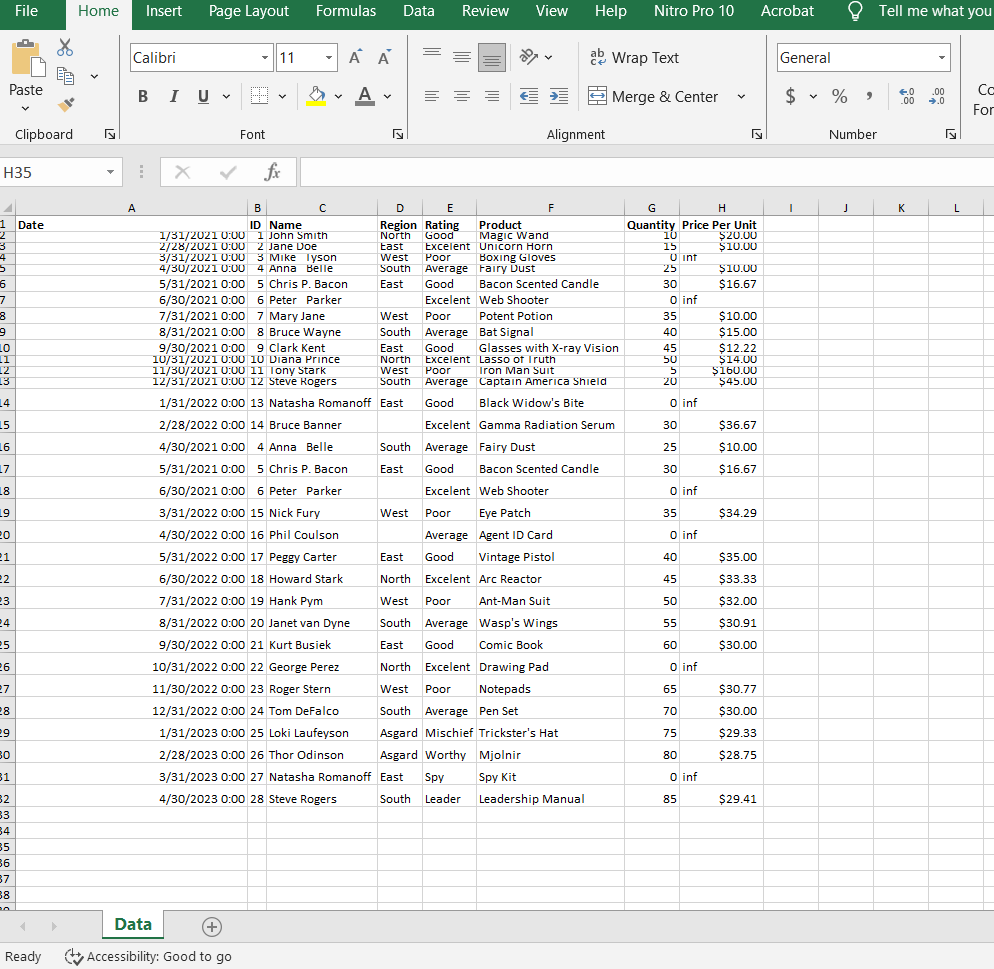 File Home Insert Page Layout Formulas Data Review View Help Nitro Pro 10 Acrobat Tell me what you
Calibri 11 A A ab Wrap Text General
Paste B I U A Merge & Center $ % , .00 .00
Clipboard Font Alignment Number
H35 fx
A B C D E F G H I J K L
1 Date ID Name Region Rating Product Quantity Price Per Unit
2 1/31/2021 0:00 1 John Smith North Good Magic Wand 10 $20.00
3 2/28/2021 0:00 2 Jane Doe East Excelent Unicorn Horn 15 $10.00
4 3/31/2021 0:00 3 Mike   Tyson West Poor Boxing Gloves 0 inf
5 4/30/2021 0:00 4 Anna   Belle South Average Fairy Dust 25 $10.00
6 5/31/2021 0:00 5 Chris P. Bacon East Good Bacon Scented Candle 30 $16.67
7 6/30/2021 0:00 6 Peter   Parker Excelent Web Shooter 0 inf
8 7/31/2021 0:00 7 Mary Jane West Poor Potent Potion 35 $10.00
9 8/31/2021 0:00 8 Bruce Wayne South Average Bat Signal 40 $15.00
10 9/30/2021 0:00 9 Clark Kent East Good Glasses with X-ray Vision 45 $12.22
11 10/31/2021 0:00 10 Diana Prince North Excelent Lasso of Truth 50 $14.00
12 11/30/2021 0:00 11 Tony Stark West Poor Iron Man Suit 5 $160.00
13 12/31/2021 0:00 12 Steve Rogers South Average Captain America Shield 20 $45.00
14 1/31/2022 0:00 13 Natasha Romanoff East Good Black Widow's Bite 0 inf
15 2/28/2022 0:00 14 Bruce Banner Excelent Gamma Radiation Serum 30 $36.67
16 4/30/2021 0:00 4 Anna   Belle South Average Fairy Dust 25 $10.00
17 5/31/2021 0:00 5 Chris P. Bacon East Good Bacon Scented Candle 30 $16.67
18 6/30/2021 0:00 6 Peter   Parker Excelent Web Shooter 0 inf
19 3/31/2022 0:00 15 Nick Fury West Poor Eye Patch 35 $34.29
20 4/30/2022 0:00 16 Phil Coulson Average Agent ID Card 0 inf
21 5/31/2022 0:00 17 Peggy Carter East Good Vintage Pistol 40 $35.00
22 6/30/2022 0:00 18 Howard Stark North Excelent Arc Reactor 45 $33.33
23 7/31/2022 0:00 19 Hank Pym West Poor Ant-Man Suit 50 $32.00
24 8/31/2022 0:00 20 Janet van Dyne South Average Wasp's Wings 55 $30.91
25 9/30/2022 0:00 21 Kurt Busiek East Good Comic Book 60 $30.00
26 10/31/2022 0:00 22 George Perez North Excelent Drawing Pad 0 inf
27 11/30/2022 0:00 23 Roger Stern West Poor Notepads 65 $30.77
28 12/31/2022 0:00 24 Tom DeFalco South Average Pen Set 70 $30.00
29 1/31/2023 0:00 25 Loki Laufeyson Asgard Mischief Trickster's Hat 75 $29.33
30 2/28/2023 0:00 26 Thor Odinson Asgard Worthy Mjolnir 80 $28.75
31 3/31/2023 0:00 27 Natasha Romanoff East Spy Spy Kit 0 inf
32 4/30/2023 0:00 28 Steve Rogers South Leader Leadership Manual 85 $29.41
33
34
35
36
37
38
Data
Ready Accessibility: Good to go